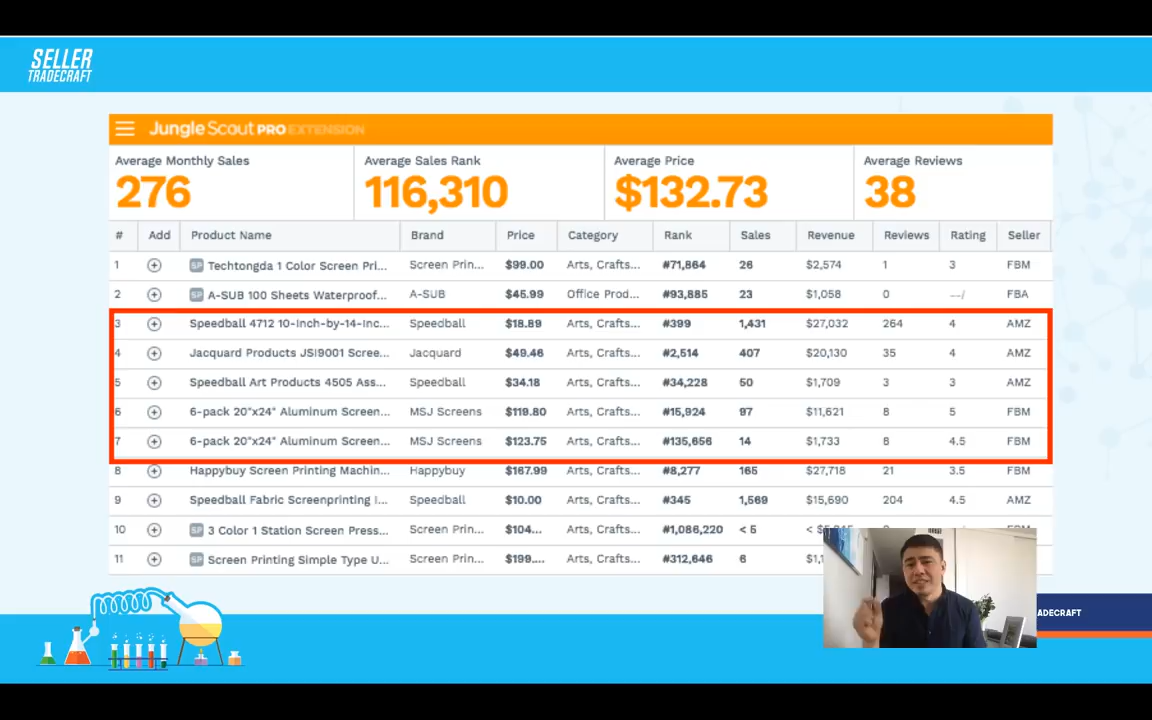 SELLER
TRADECRAFT
Jungle Scout PRO EXTENSION
Average Monthly Sales Average Sales Rank Average Price Average Reviews
276 116,310 $132.73 38
# Add Product Name Brand Price Category Rank Sales Revenue Reviews Rating Seller
1 SP Techtongda 1 Color Screen Pri... Screen Prin... $99.00 Arts, Crafts... #71,864 26 $2,574 1 3 FBM
2 SP A-SUB 100 Sheets Waterproof... A-SUB $45.99 Office Prod... #93,885 23 $1,058 0 --/ FBA
3 Speedball 4712 10-Inch-by-14-Inc... Speedball $18.89 Arts, Crafts... #399 1,431 $27,032 264 4 AMZ
4 Jacquard Products JSI9001 Scree... Jacquard $49.46 Arts, Crafts... #2,514 407 $20,130 35 4 AMZ
5 Speedball Art Products 4505 Ass... Speedball $34.18 Arts, Crafts... #34,228 50 $1,709 3 3 AMZ
6 6-pack 20"x24" Aluminum Screen... MSJ Screens $119.80 Arts, Crafts... #15,924 97 $11,621 8 5 FBM
7 6-pack 20"x24" Aluminum Screen... MSJ Screens $123.75 Arts, Crafts... #135,656 14 $1,733 8 4.5 FBM
8 Happybuy Screen Printing Machin... Happybuy $167.99 Arts, Crafts... #8,277 165 $27,718 21 3.5 FBM
9 Speedball Fabric Screenprinting I... Speedball $10.00 Arts, Crafts... #345 1,569 $15,690 204 4.5 AMZ
10 SP 3 Color 1 Station Screen Press... Screen Prin... $104... Arts, Crafts... #1,086,220 < 5
11 SP Screen Printing Simple Type U... Screen Prin... $199,... Arts, Crafts... #312,646 6
ADECRAFT